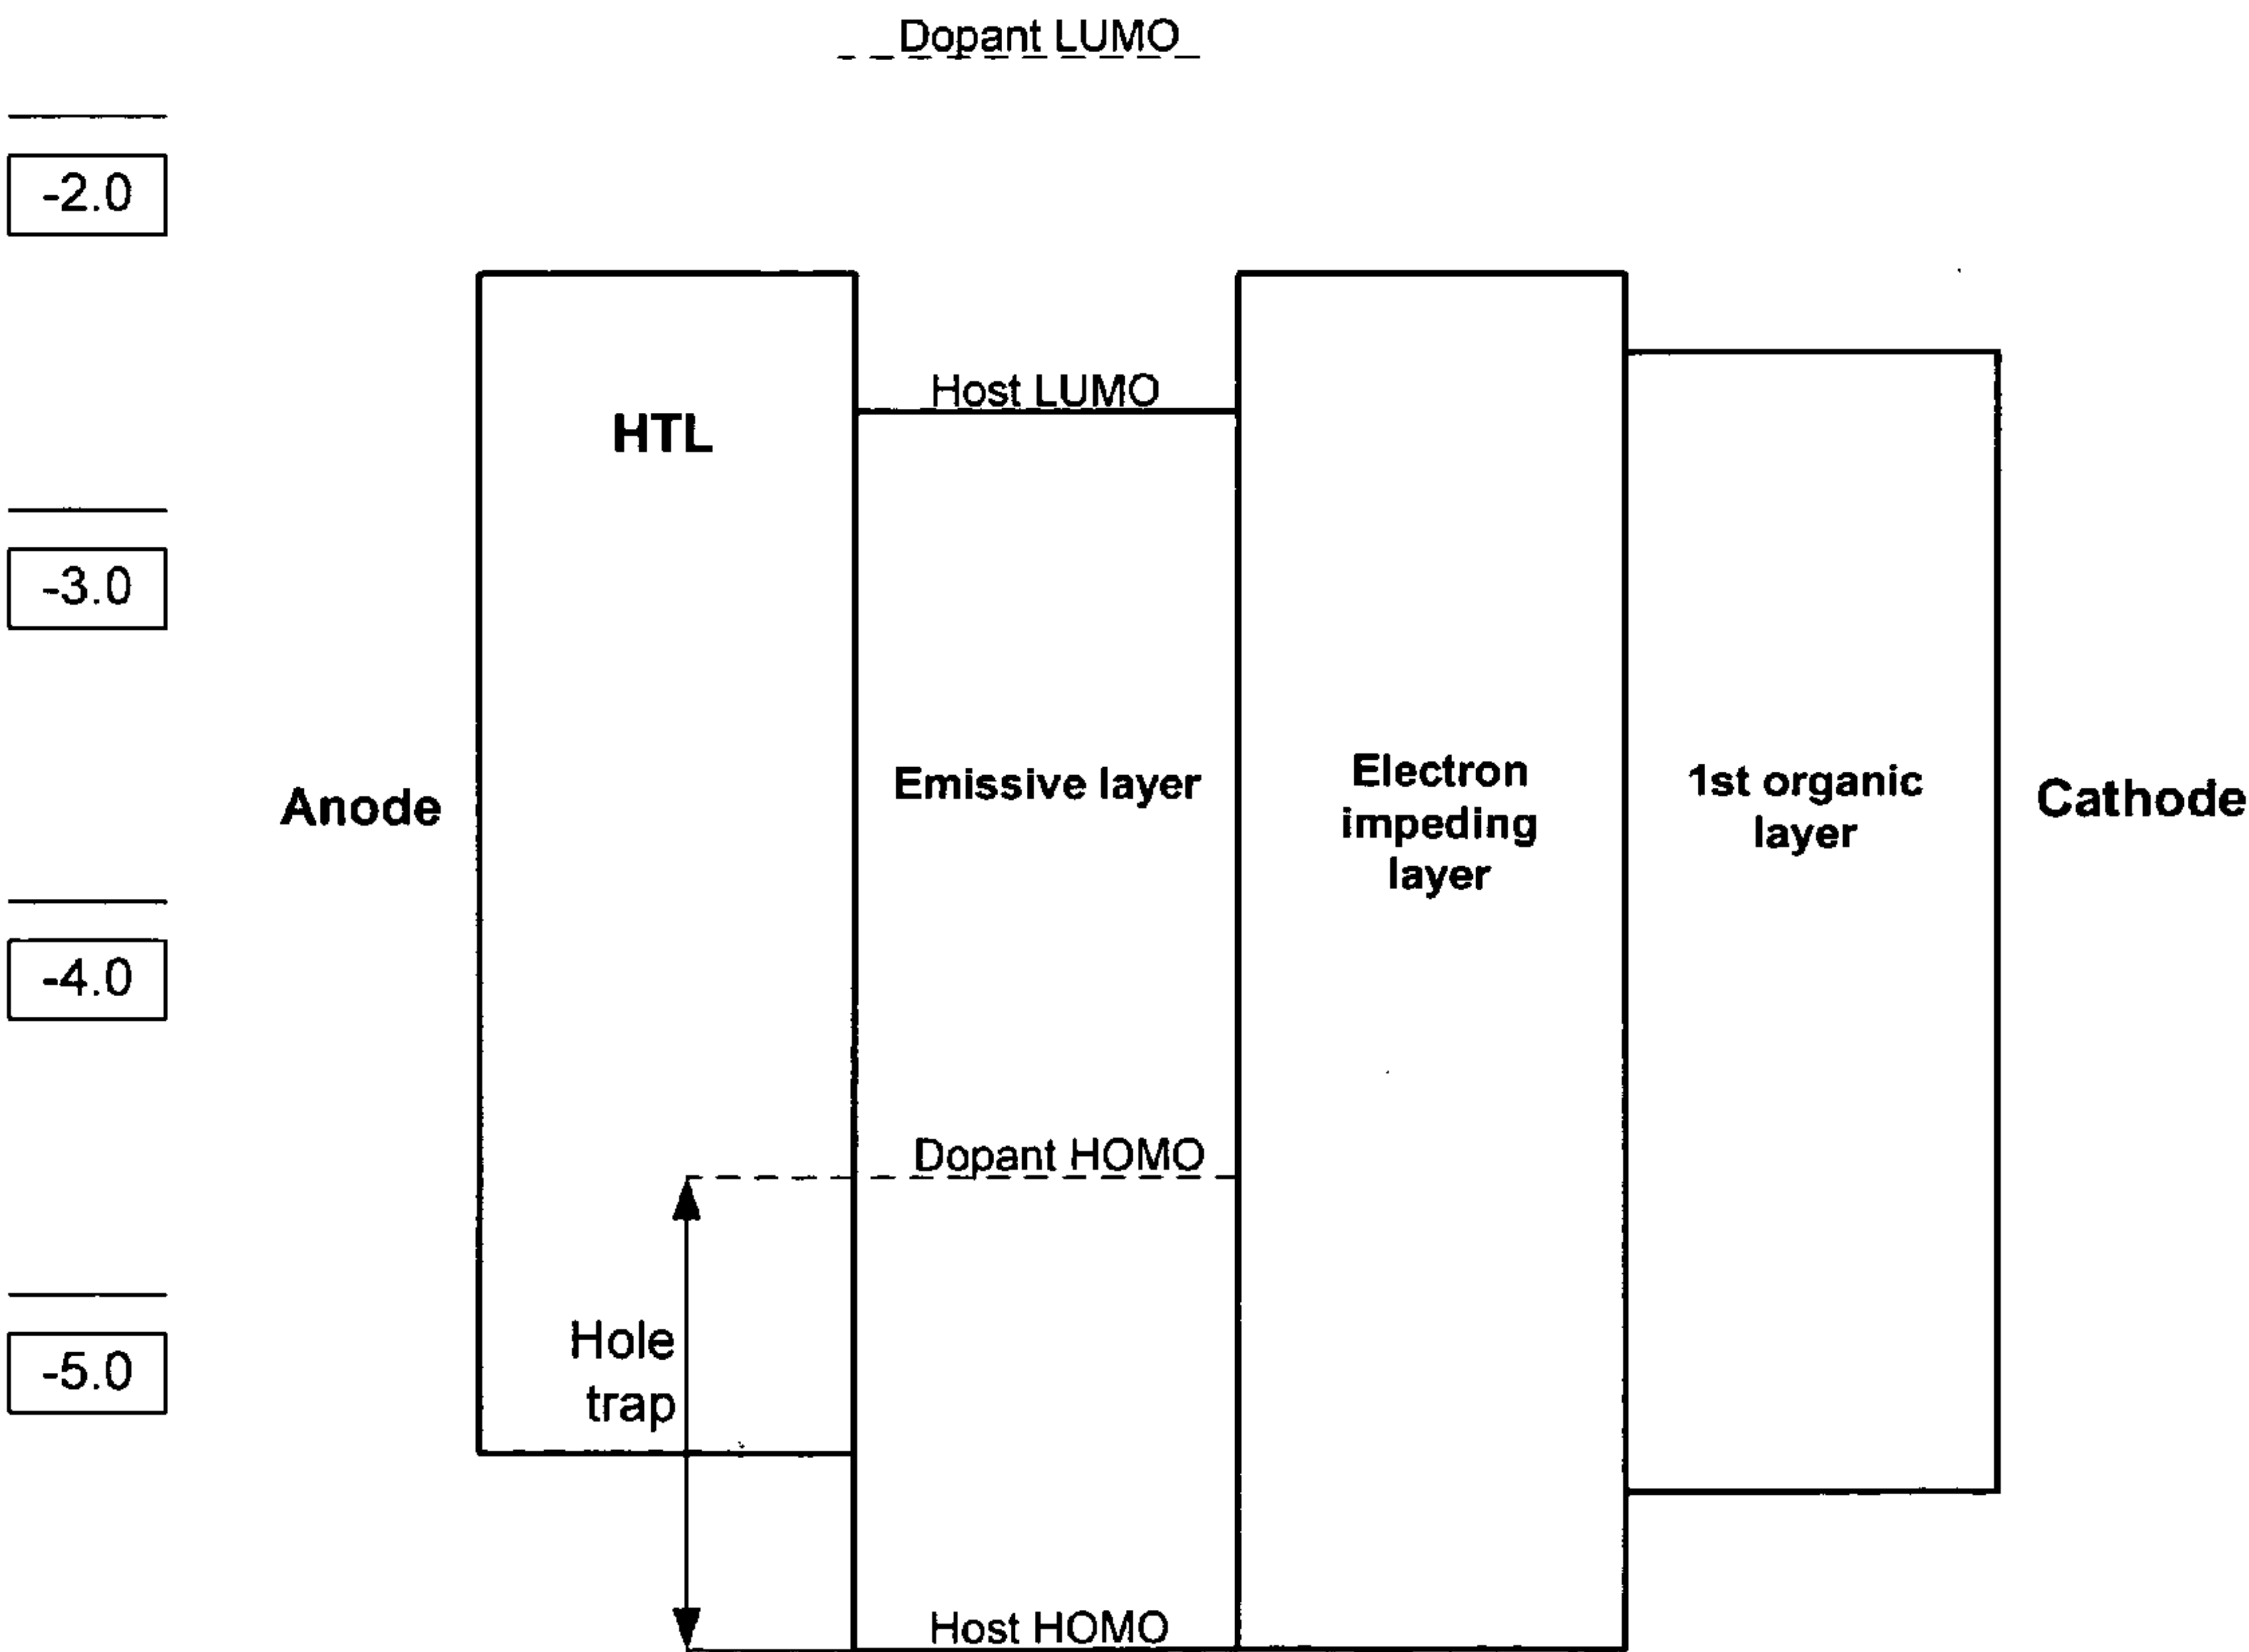 Dopant LUMO
-2.0
Host LUMO
HTL
-3.0
Emissive layer
Electron
impeding
layer
1st organic
layer
Anode
Cathode
-4.0
Dopant HOMO
Hole
trap
-5.0
Host HOMO